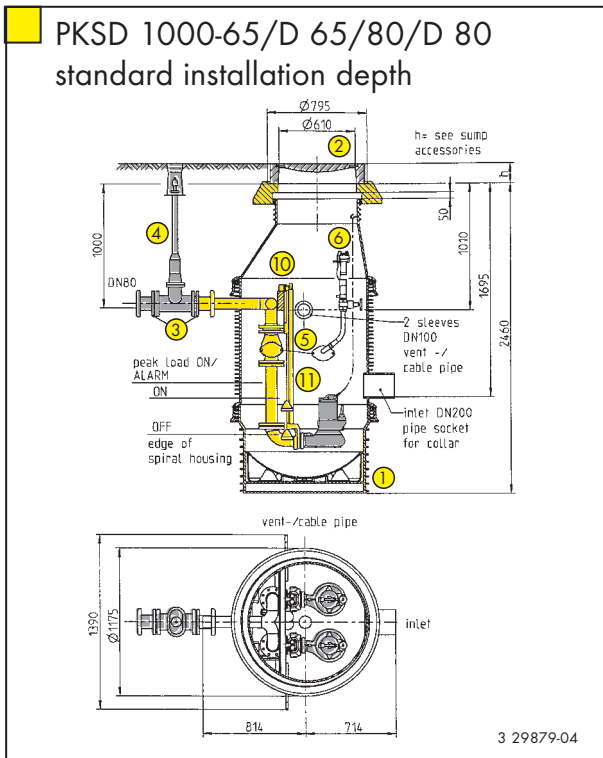 PKSD 1000-65/D 65/80/D 80
standard installation depth
Ø795
Ø610
h= see sump
accessories
2
h
50
4
6
1000
1010
10
DN80
1695
2460
3
5
2 sleeves
DN100
vent -/
cable pipe
peak load ON/
ALARM
11
ON
OFF
inlet DN200
pipe socket
for collar
edge of
spiral housing
1
vent-/cable pipe
1390
Ø1175
inlet
814
714
3 29879-04